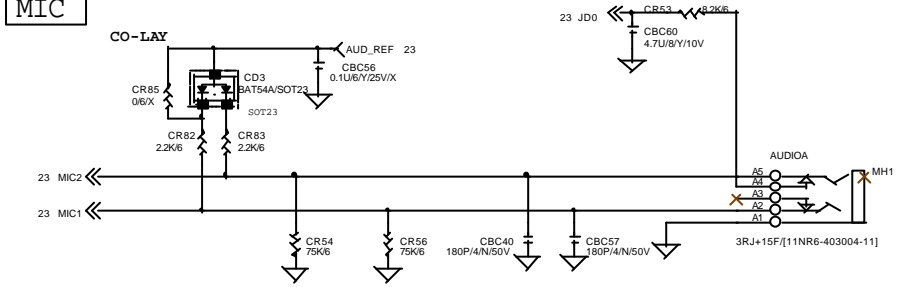 MIC
23 JD0
CR53
8.2K/6
CBC60
4.7U/8/Y/10V
CO-LAY
AUD_REF 23
CBC56
0.1U/6/Y/25V/X
CR85
0/6/X
CD3
BAT54A/SOT23
SOT23
CR82
2.2K/6
CR83
2.2K/6
AUDIOA
23 MIC2
A5
MH1
A4
A3
23 MIC1
A2
A1
CR54
75K/6
CR56
75K/6
CBC40
180P/4/N/50V
CBC57
180P/4/N/50V
3RJ+15F/[11NR6-403004-11]